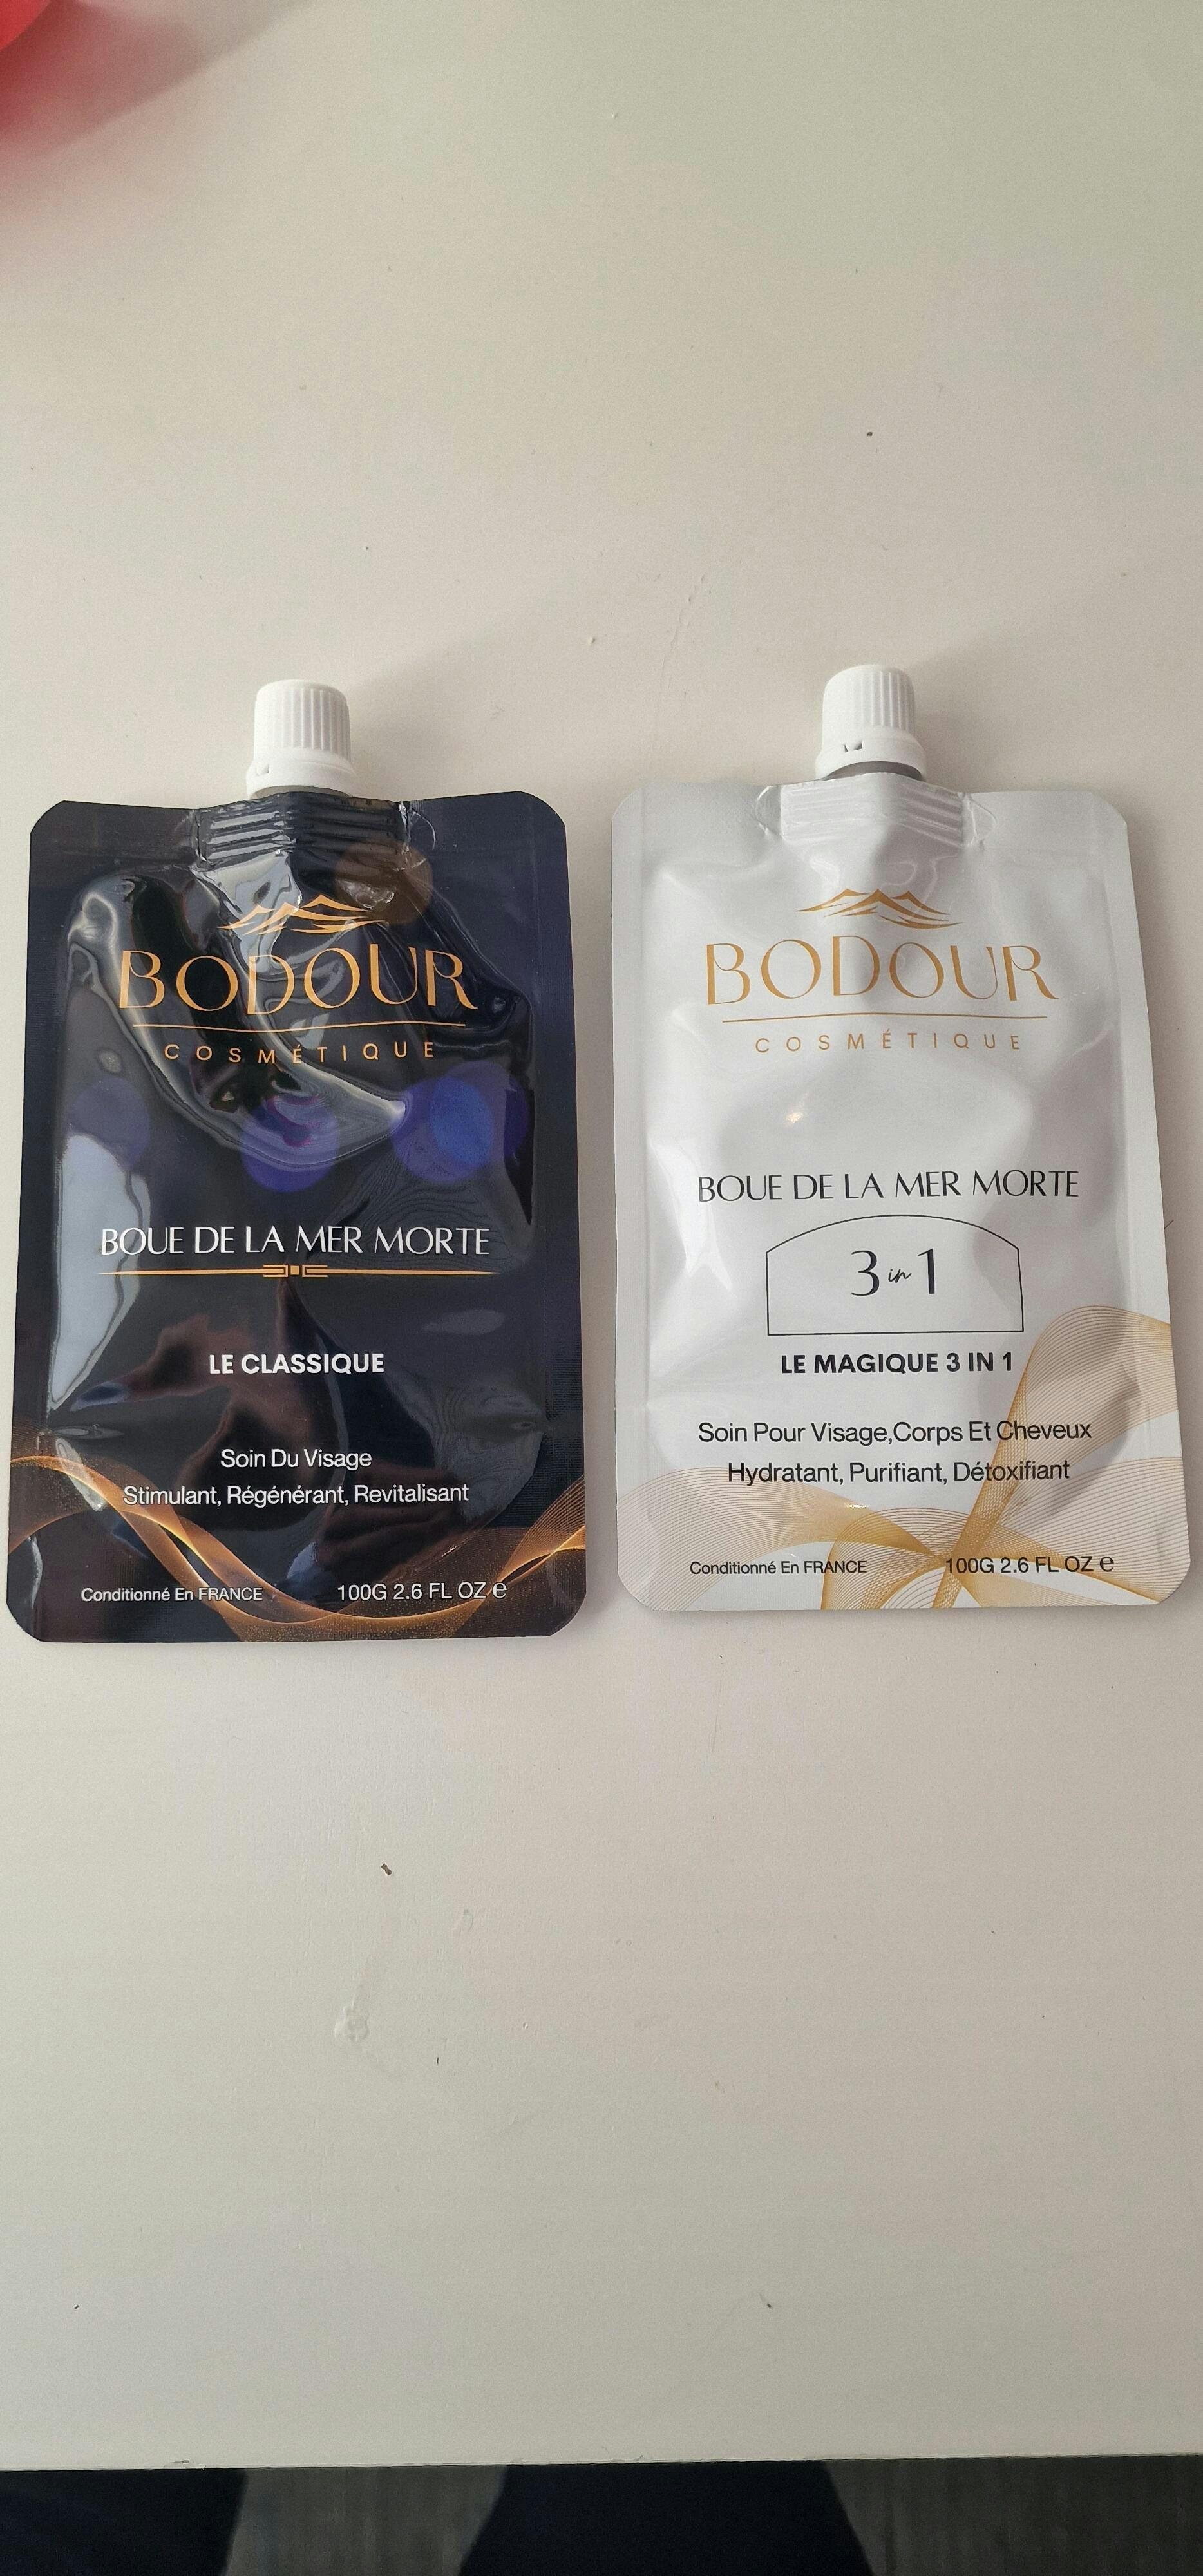 BODOUR
COSMÉTIQUE
BOUE DE LA MER MORTE
LE CLASSIQUE
Soin Du Visage
Stimulant, Régénérant, Revitalisant
Conditionné En FRANCE
100G 2.6 FL OZ e
BODOUR
COSMÉTIQUE
BOUE DE LA MER MORTE
3 in 1
LE MAGIQUE 3 IN 1
Soin Pour Visage,Corps Et Cheveux
Hydratant, Purifiant, Détoxifiant
Conditionné En FRANCE
100G 2.6 FL OZ e